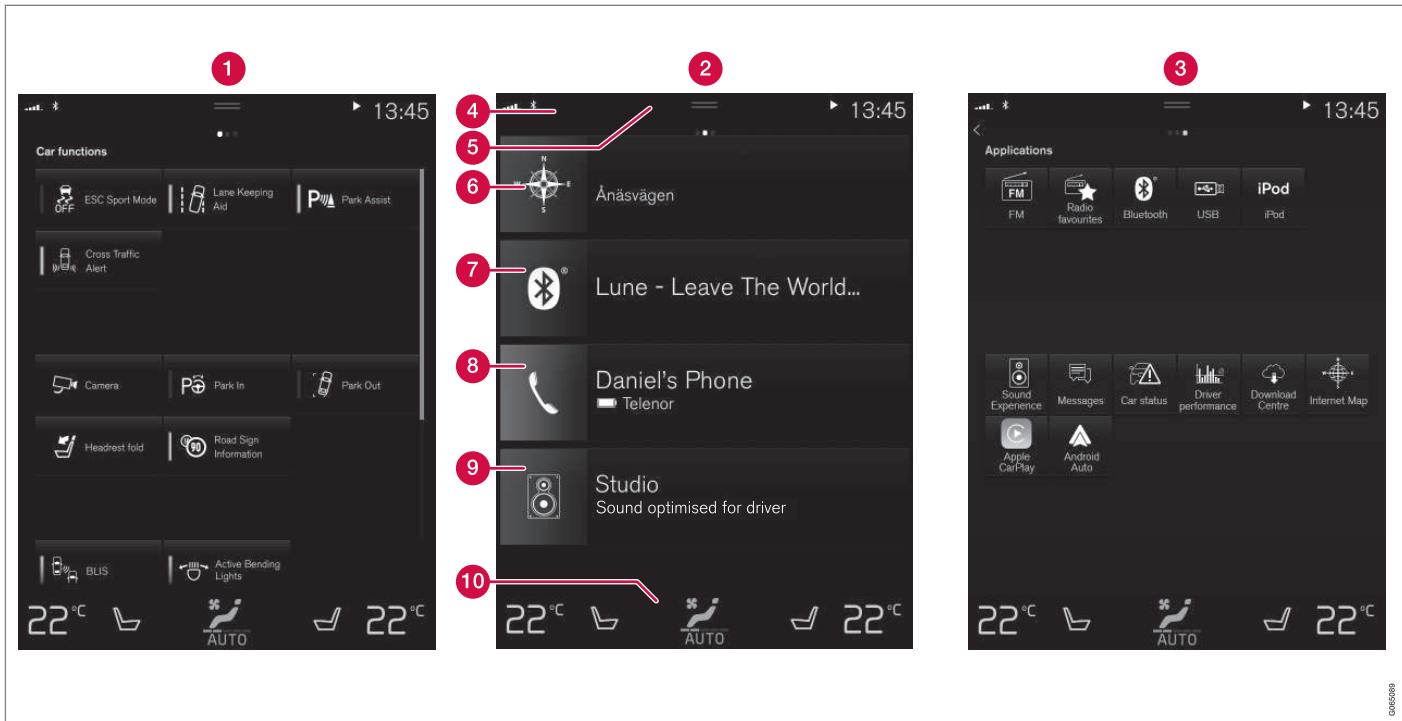 1
2
3
13:45
Car functions
OFF
ESC Sport Mode
Lane Keeping
Aid
P
Park Assist
Cross Traffic
Alert
Camera
P
Park In
Park Out
Headrest fold
90
Road Sign
Information
BLIS
Active Bending
Lights
22°C
AUTO
22°C
4
5
6
7
8
9
10
13:45
N
W
E
S
Ånäsvägen
®
Lune - Leave The World...
Daniel's Phone
Telenor
Studio
Sound optimised for driver
22°C
AUTO
22°C
13:45
<
Applications
FM
FM
Radio
favourites
Bluetooth
USB
iPod
iPod
Sound
Experience
Messages
Car status
Driver
performance
Download
Centre
Internet Map
Apple
CarPlay
Android
Auto
22°C
AUTO
22°C
G065089